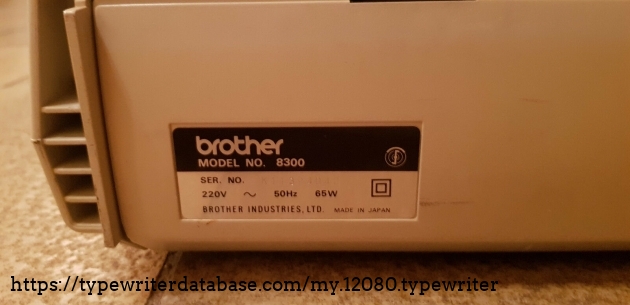 brother
MODEL NO. 8300
SER. NO.
220V ~ 50Hz 65W
BROTHER INDUSTRIES, LTD. MADE IN JAPAN
https://typewriterdatabase.com/my.12080.typewriter